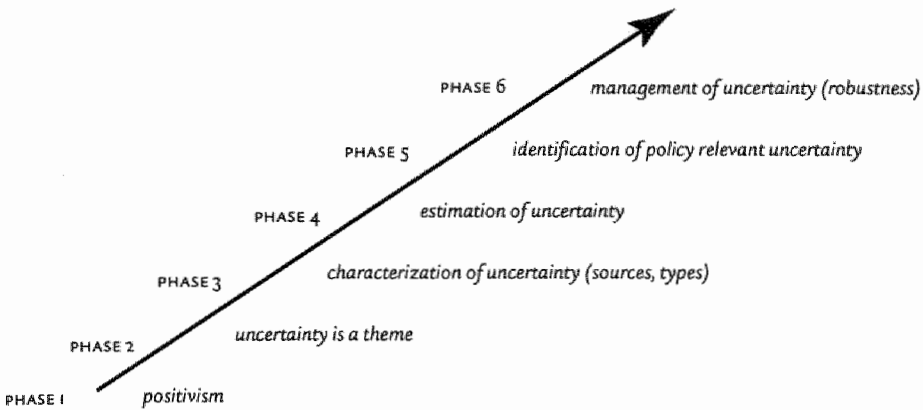 PHASE 6 management of uncertainty (robustness)
PHASE 5 identification of policy relevant uncertainty
PHASE 4 estimation of uncertainty
PHASE 3 characterization of uncertainty (sources, types)
PHASE 2 uncertainty is a theme
PHASE 1 positivism